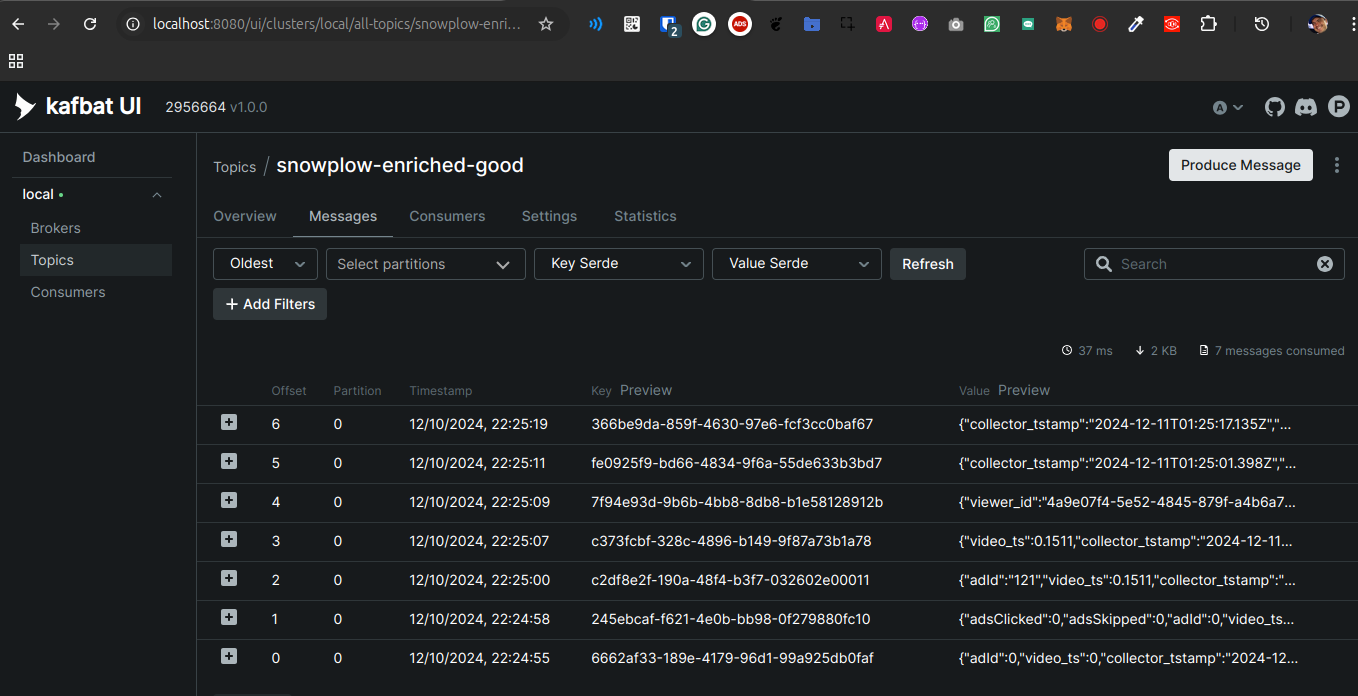 localhost:8080/ui/clusters/local/all-topics/snowplow-enri...
2
ADS
kafbat UI 2956664 v1.0.0
A
P
Dashboard
local
Brokers
Topics
Consumers
Topics / snowplow-enriched-good
Produce Message
Overview Messages Consumers Settings Statistics
Oldest Select partitions Key Serde Value Serde Refresh Search
+ Add Filters
37 ms 2 KB 7 messages consumed
Offset Partition Timestamp Key Preview Value Preview
6 0 12/10/2024, 22:25:19 366be9da-859f-4630-97e6-fcf3cc0baf67 {"collector_tstamp":"2024-12-11T01:25:17.135Z","...
5 0 12/10/2024, 22:25:11 fe0925f9-bd66-4834-9f6a-55de633b3bd7 {"collector_tstamp":"2024-12-11T01:25:01.398Z","...
4 0 12/10/2024, 22:25:09 7f94e93d-9b6b-4bb8-8db8-b1e58128912b {"viewer_id":"4a9e07f4-5e52-4845-879f-a4b6a7...
3 0 12/10/2024, 22:25:07 c373fcbf-328c-4896-b149-9f87a73b1a78 {"video_ts":0.1511,"collector_tstamp":"2024-12-11...
2 0 12/10/2024, 22:25:00 c2df8e2f-190a-48f4-b3f7-032602e00011 {"adId":"121","video_ts":0.1511,"collector_tstamp":"...
1 0 12/10/2024, 22:24:58 245ebcaf-f621-4e0b-bb98-0f279880fc10 {"adsClicked":0,"adsSkipped":0,"adId":0,"video_ts...
0 0 12/10/2024, 22:24:55 6662af33-189e-4179-96d1-99a925db0faf {"adId":0,"video_ts":0,"collector_tstamp":"2024-12...